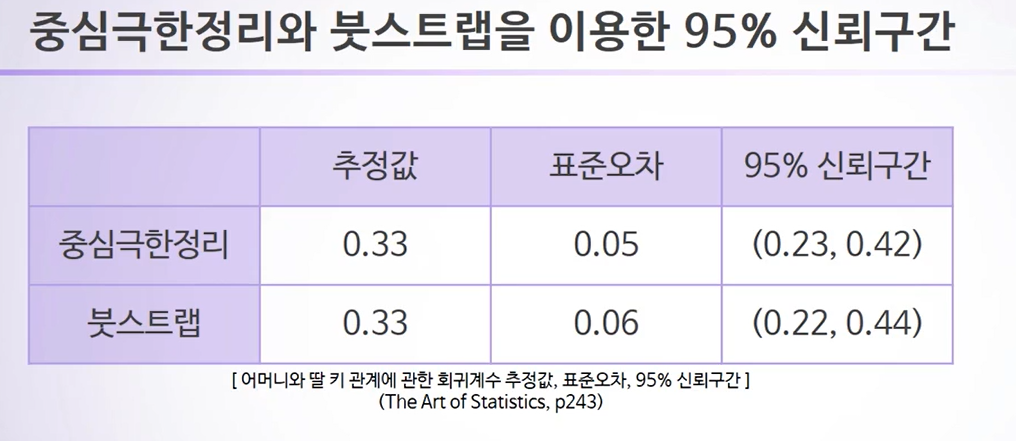 중심극한정리와 붓스트랩을 이용한 95% 신뢰구간
추정값 표준오차 95% 신뢰구간
중심극한정리 0.33 0.05 (0.23, 0.42)
붓스트랩 0.33 0.06 (0.22, 0.44)
[ 어머니와 딸 키 관계에 관한 회귀계수 추정값, 표준오차, 95% 신뢰구간 ]
(The Art of Statistics, p243)